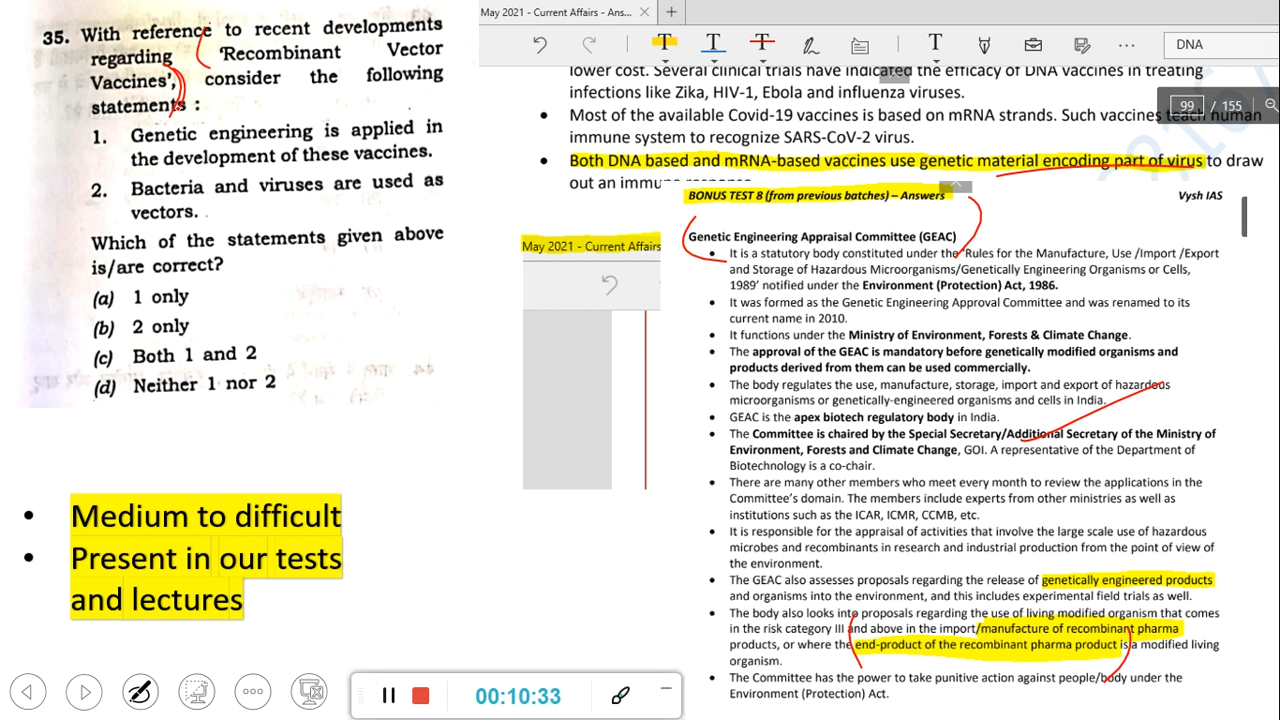 35. With reference to recent developments
regarding 'Recombinant Vector
Vaccines', consider the following
statements :
1. Genetic engineering is applied in
the development of these vaccines.
2. Bacteria and viruses are used as
vectors.
Which of the statements given above
is/are correct?
(a) 1 only
(b) 2 only
(c) Both 1 and 2
(d) Neither 1 nor 2
• Medium to difficult
• Present in our tests
and lectures
May 2021 - Current Affairs - Ans...
DNA
99 / 155
lower cost. Several clinical trials have indicated the efficacy of DNA vaccines in treating
infections like Zika, HIV-1, Ebola and influenza viruses.
• Most of the available Covid-19 vaccines is based on mRNA strands. Such vaccines teach human
immune system to recognize SARS-CoV-2 virus.
• Both DNA based and mRNA-based vaccines use genetic material encoding part of virus to draw
out an immune response
BONUS TEST 8 (from previous batches) – Answers
Vysh IAS
May 2021 - Current Affairs
Genetic Engineering Appraisal Committee (GEAC)
• It is a statutory body constituted under the 'Rules for the Manufacture, Use /Import /Export
and Storage of Hazardous Microorganisms/Genetically Engineering Organisms or Cells,
1989' notified under the Environment (Protection) Act, 1986.
• It was formed as the Genetic Engineering Approval Committee and was renamed to its
current name in 2010.
• It functions under the Ministry of Environment, Forests & Climate Change.
• The approval of the GEAC is mandatory before genetically modified organisms and
products derived from them can be used commercially.
• The body regulates the use, manufacture, storage, import and export of hazardous
microorganisms or genetically-engineered organisms and cells in India.
• GEAC is the apex biotech regulatory body in India.
• The Committee is chaired by the Special Secretary/Additional Secretary of the Ministry of
Environment, Forests and Climate Change, GOI. A representative of the Department of
Biotechnology is a co-chair.
• There are many other members who meet every month to review the applications in the
Committee's domain. The members include experts from other ministries as well as
institutions such as the ICAR, ICMR, CCMB, etc.
• It is responsible for the appraisal of activities that involve the large scale use of hazardous
microbes and recombinants in research and industrial production from the point of view of
the environment.
• The GEAC also assesses proposals regarding the release of genetically engineered products
and organisms into the environment, and this includes experimental field trials as well.
• The body also looks into proposals regarding the use of living modified organism that comes
in the risk category III and above in the import/manufacture of recombinant pharma
products, or where the end-product of the recombinant pharma product is a modified living
organism.
• The Committee has the power to take punitive action against people/body under the
Environment (Protection) Act.
00:10:33